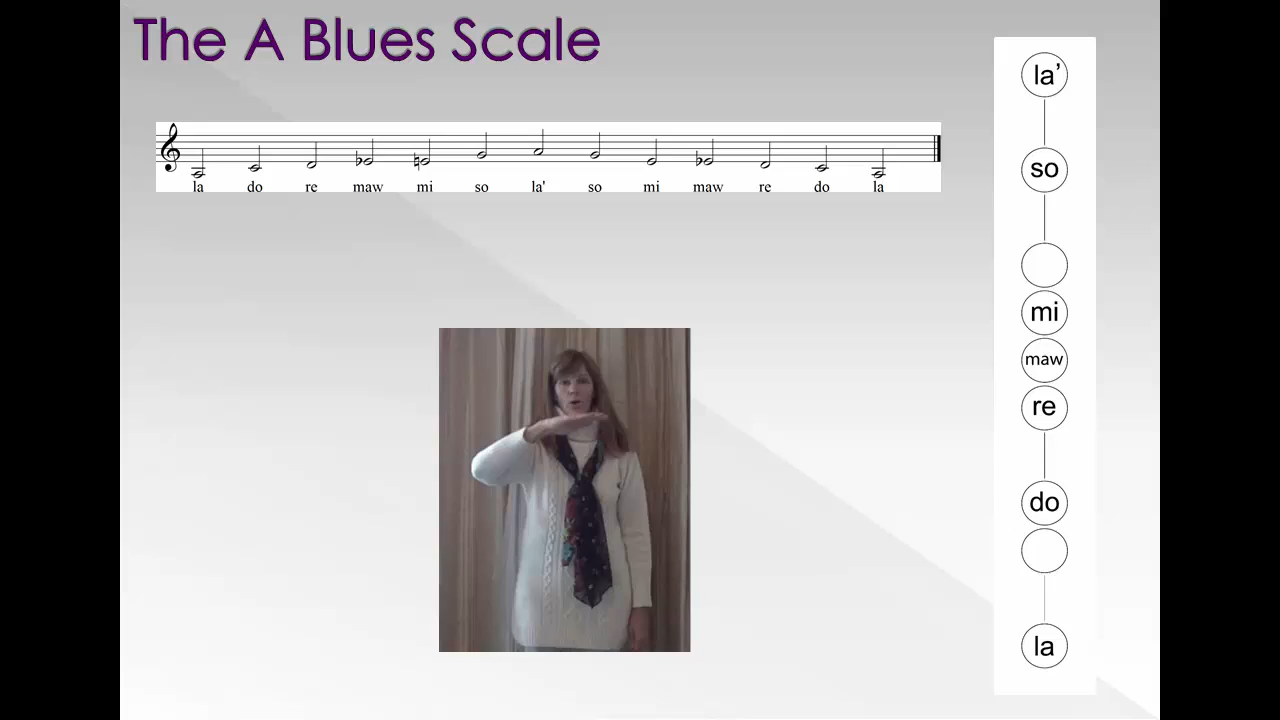 The A Blues Scale
la do re maw mi so la' so mi maw re do la
la’
so
mi
maw
re
do
la